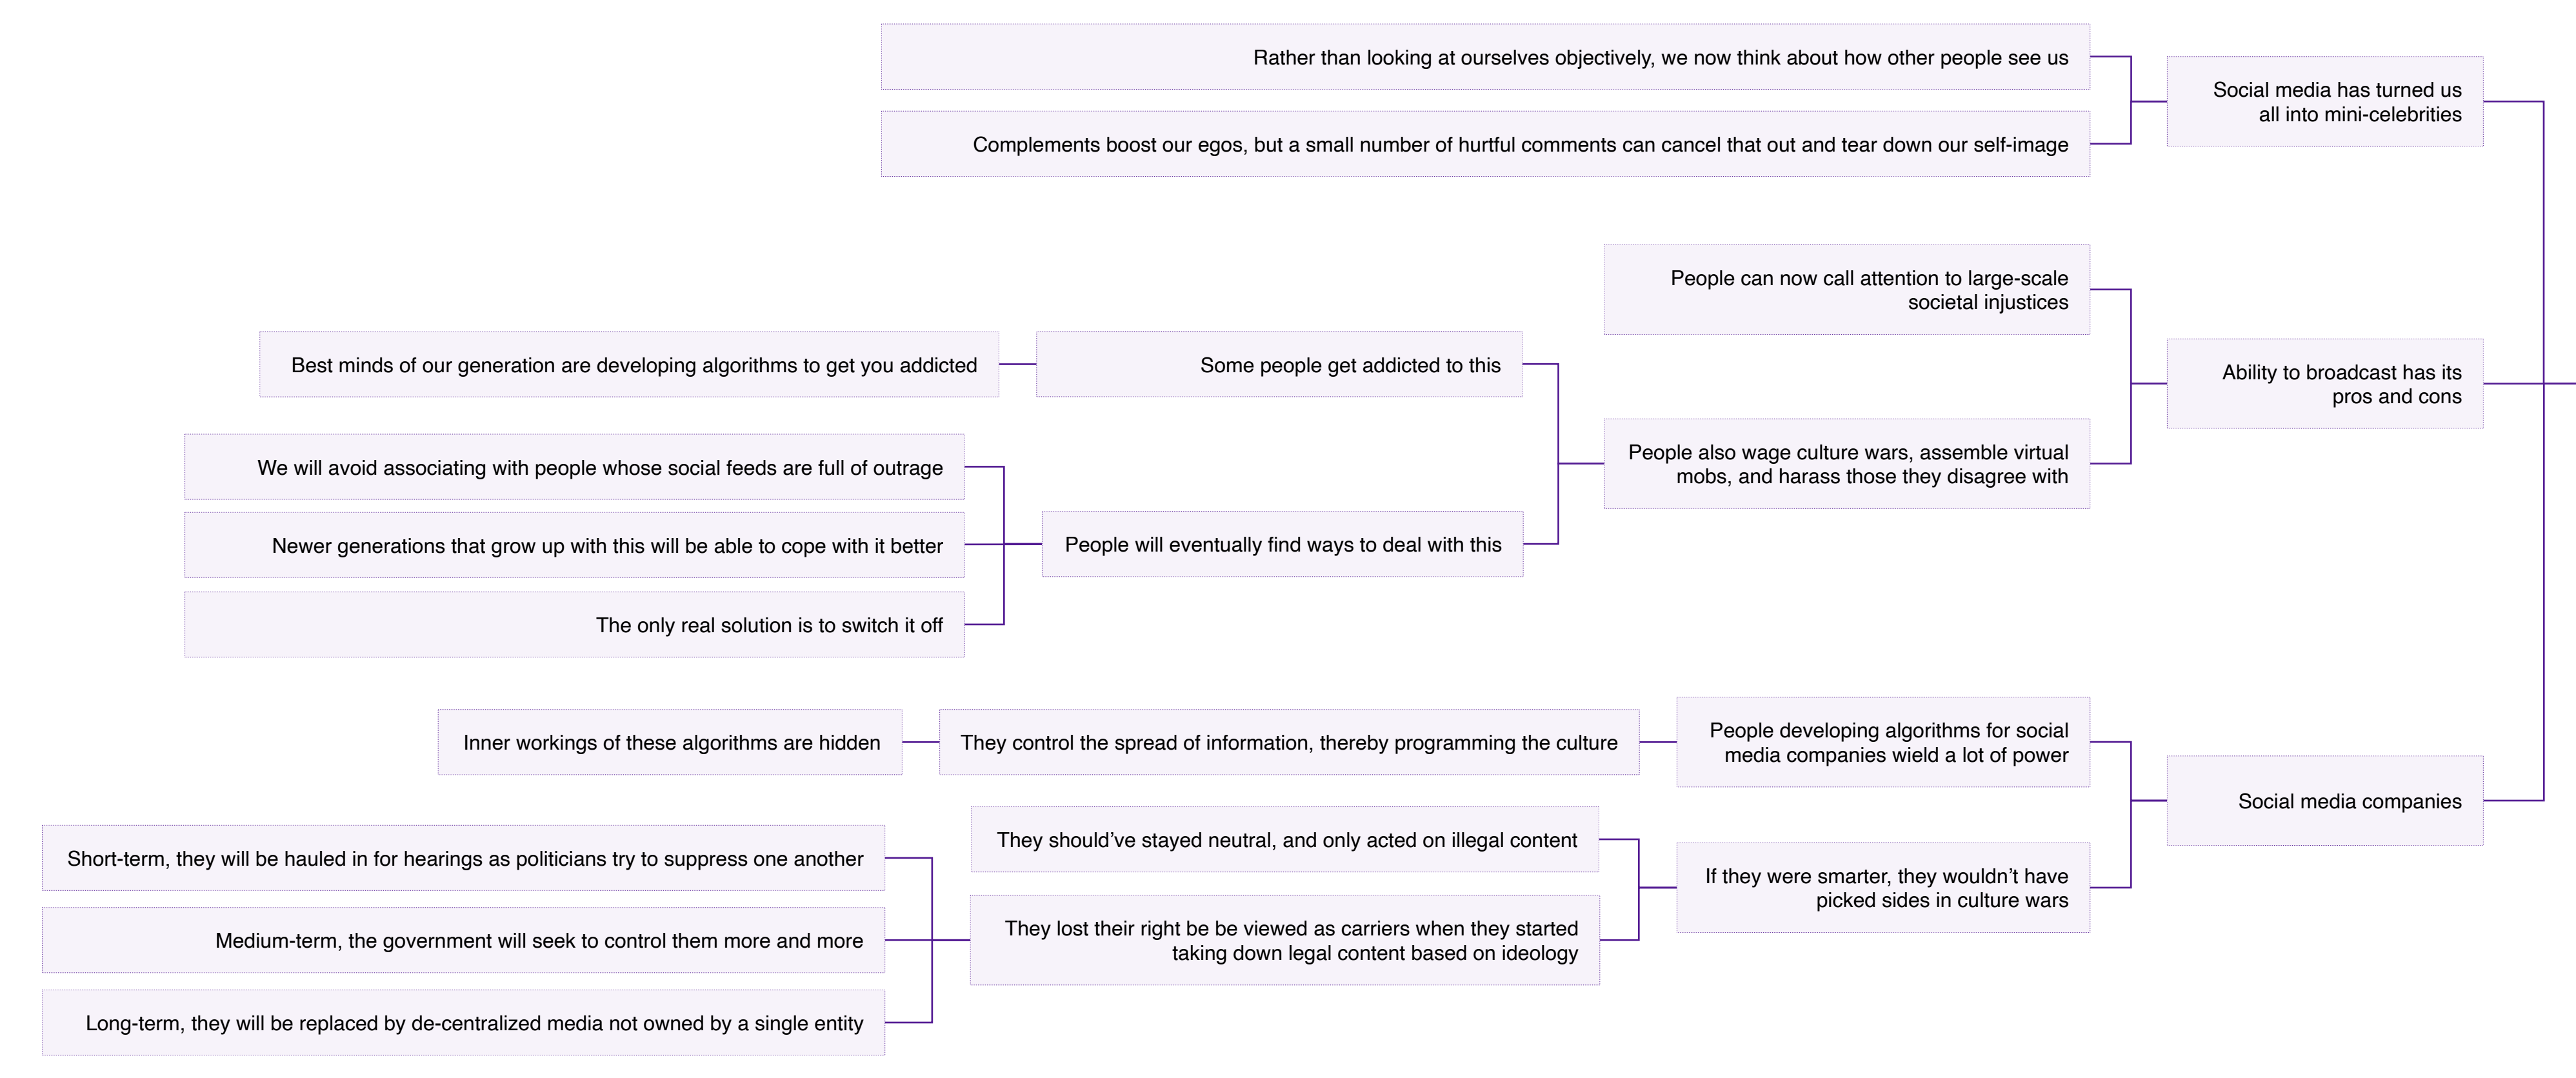 Rather than looking at ourselves objectively, we now think about how other people see us
Social media has turned us
all into mini-celebrities
Complements boost our egos, but a small number of hurtful comments can cancel that out and tear down our self-image
People can now call attention to large-scale
societal injustices
Best minds of our generation are developing algorithms to get you addicted
Some people get addicted to this
Ability to broadcast has its
pros and cons
We will avoid associating with people whose social feeds are full of outrage
People also wage culture wars, assemble virtual
mobs, and harass those they disagree with
Newer generations that grow up with this will be able to cope with it better
People will eventually find ways to deal with this
The only real solution is to switch it off
Inner workings of these algorithms are hidden
They control the spread of information, thereby programming the culture
People developing algorithms for social
media companies wield a lot of power
Social media companies
They should’ve stayed neutral, and only acted on illegal content
Short-term, they will be hauled in for hearings as politicians try to suppress one another
If they were smarter, they wouldn’t have
picked sides in culture wars
They lost their right be be viewed as carriers when they started
taking down legal content based on ideology
Medium-term, the government will seek to control them more and more
Long-term, they will be replaced by de-centralized media not owned by a single entity